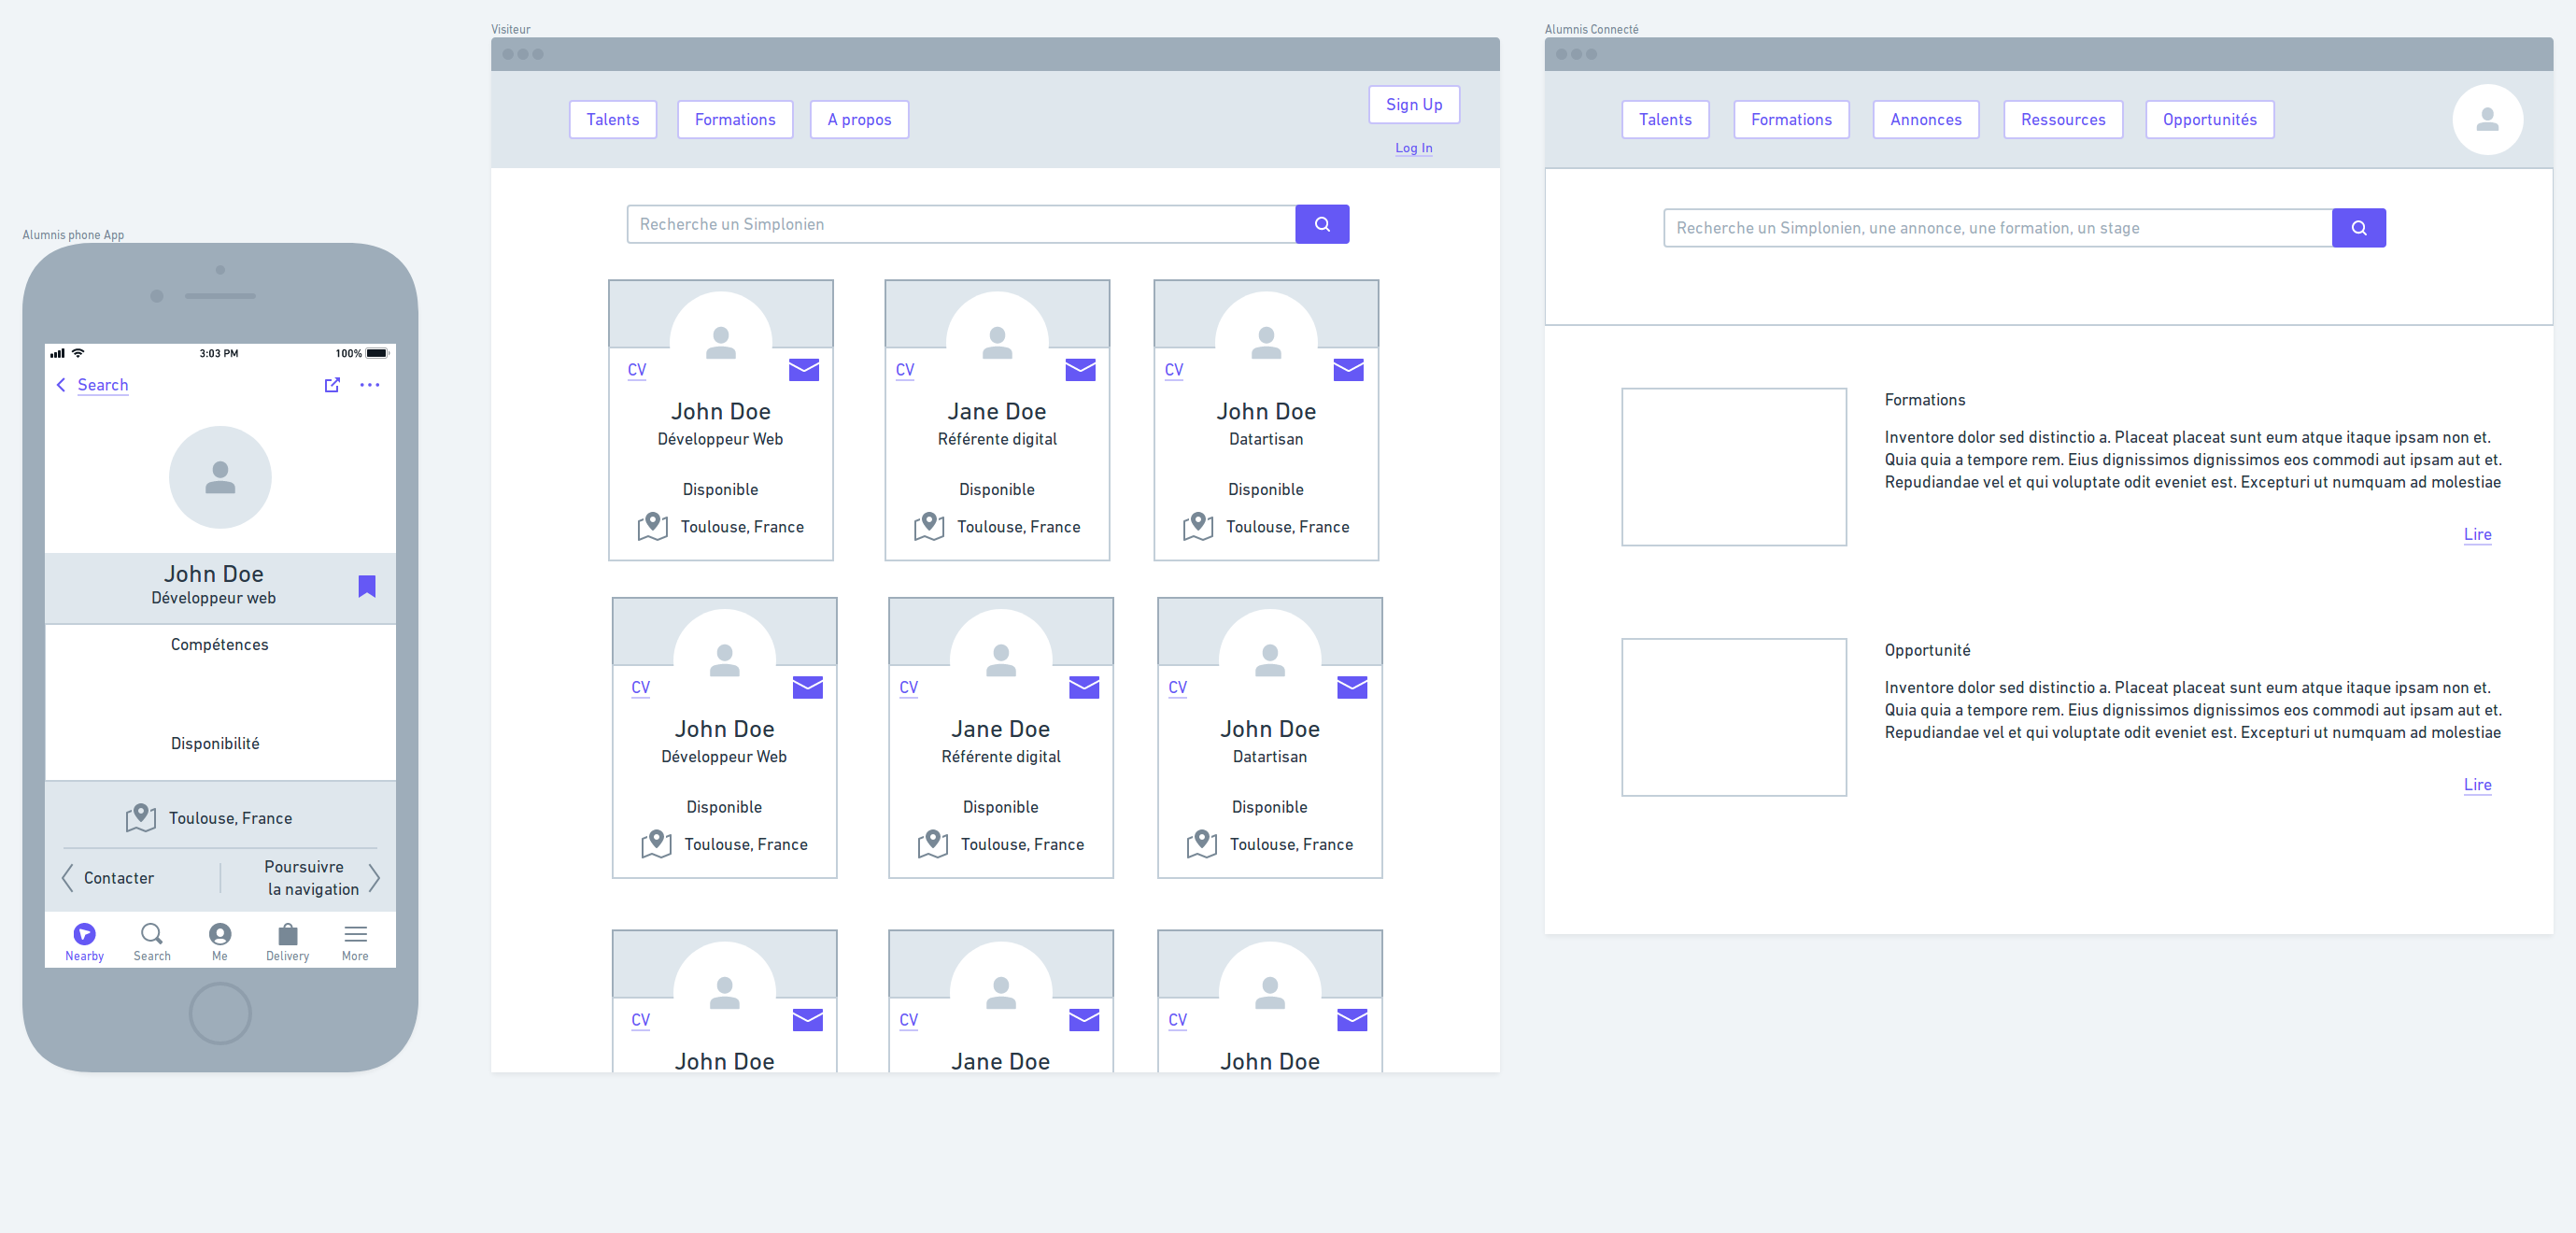 Alumnis phone App
3:03 PM
100%
Search
John Doe
Développeur web
Compétences
Disponibilité
Toulouse, France
Contacter
Poursuivre
la navigation
Nearby
Search
Me
Delivery
More
Visiteur
Talents
Formations
A propos
Sign Up
Log In
Recherche un Simplonien
CV
John Doe
Développeur Web
Disponible
Toulouse, France
CV
Jane Doe
Référente digital
Disponible
Toulouse, France
CV
John Doe
Datartisan
Disponible
Toulouse, France
CV
John Doe
Développeur Web
Disponible
Toulouse, France
CV
Jane Doe
Référente digital
Disponible
Toulouse, France
CV
John Doe
Datartisan
Disponible
Toulouse, France
CV
John Doe
CV
Jane Doe
CV
John Doe
Alumnis Connecté
Talents
Formations
Annonces
Ressources
Opportunités
Recherche un Simplonien, une annonce, une formation, un stage
Formations
Inventore dolor sed distinctio a. Placeat placeat sunt eum atque itaque ipsam non et.
Quia quia a tempore rem. Eius dignissimos dignissimos eos commodi aut ipsam aut et.
Repudiandae vel et qui voluptate odit eveniet est. Excepturi ut numquam ad molestiae
Lire
Opportunité
Inventore dolor sed distinctio a. Placeat placeat sunt eum atque itaque ipsam non et.
Quia quia a tempore rem. Eius dignissimos dignissimos eos commodi aut ipsam aut et.
Repudiandae vel et qui voluptate odit eveniet est. Excepturi ut numquam ad molestiae
Lire